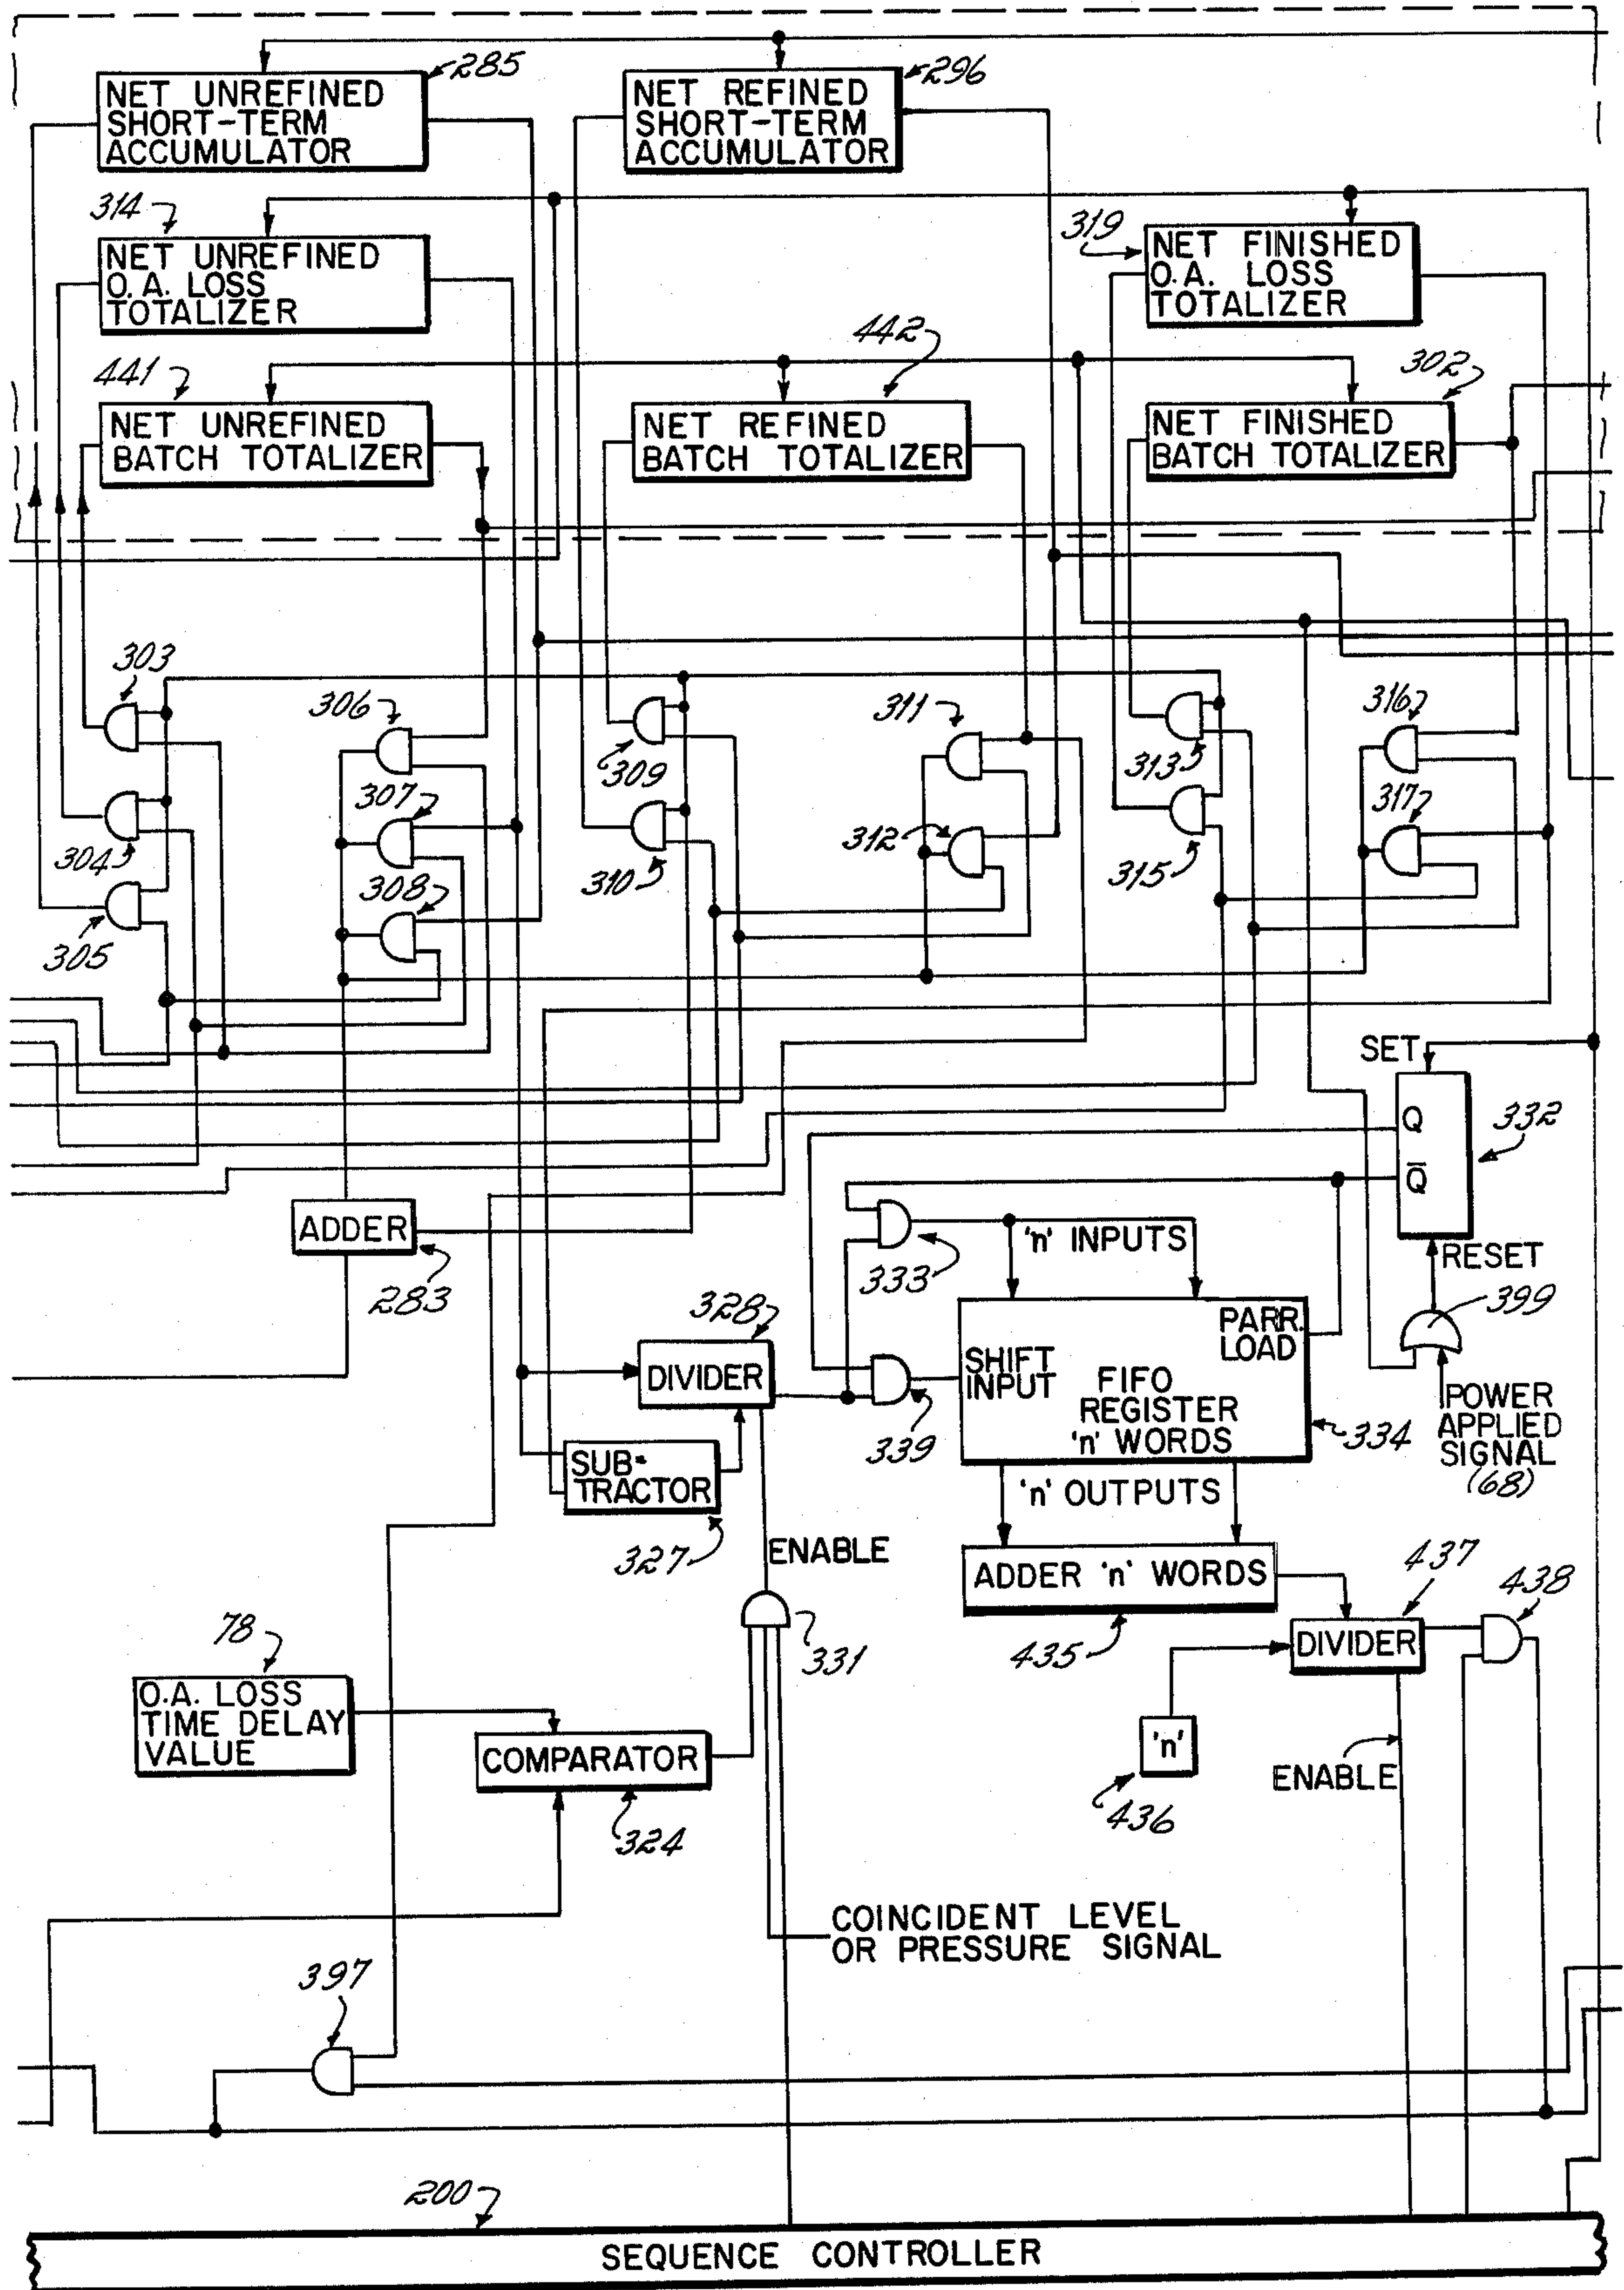 285
NET UNREFINED
SHORT-TERM
ACCUMULATOR
296
NET REFINED
SHORT-TERM
ACCUMULATOR
314
NET UNREFINED
O.A. LOSS
TOTALIZER
319
NET FINISHED
O.A. LOSS
TOTALIZER
441
NET UNREFINED
BATCH TOTALIZER
442
NET REFINED
BATCH TOTALIZER
302
NET FINISHED
BATCH TOTALIZER
303
304
305
306
307
308
309
310
311
312
313
315
316
317
SET
Q
Q̅
332
RESET
399
POWER
APPLIED
SIGNAL
(68)
ADDER
283
333
'n' INPUTS
328
DIVIDER
339
SHIFT
INPUT
PARR.
LOAD
FIFO
REGISTER
'n' WORDS
334
SUB-
TRACTOR
327
'n' OUTPUTS
ENABLE
331
ADDER 'n' WORDS
435
437
DIVIDER
438
78
O.A. LOSS
TIME DELAY
VALUE
COMPARATOR
324
'n'
436
ENABLE
COINCIDENT LEVEL
OR PRESSURE SIGNAL
397
200
SEQUENCE CONTROLLER